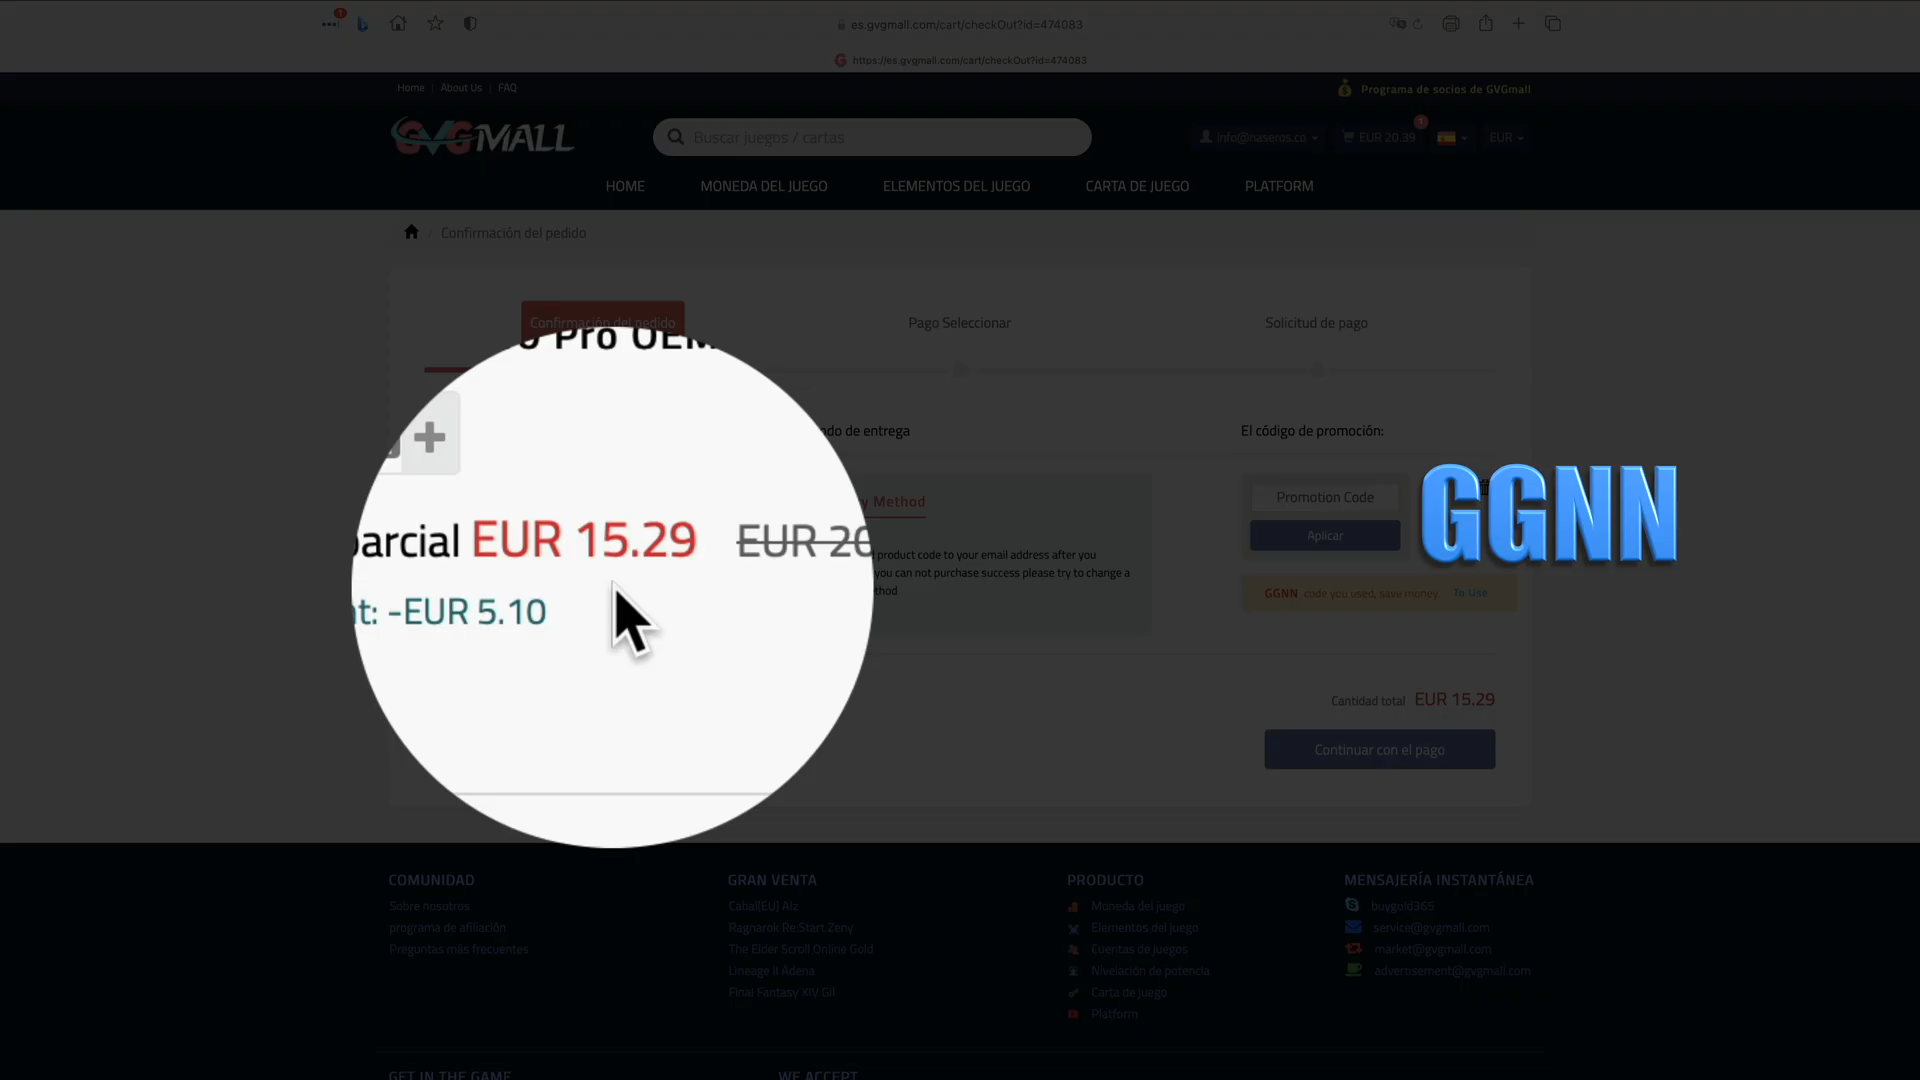 1
es.gvgmall.com/cart/checkOut?id=474083
https://es.gvgmall.com/cart/checkOut?id=474083
Home | About Us | FAQ
Programa de socios de GVGmall
GVGMALL
Buscar juegos / cartas
info@naseros.co
EUR 20.39
1
EUR
HOME
MONEDA DEL JUEGO
ELEMENTOS DEL JUEGO
CARTA DE JUEGO
PLATFORM
/ Confirmación del pedido
Confirmación del pedido
Pago Seleccionar
Solicitud de pago
Pro OEM
arcial EUR 15.29 EUR 20
t: -EUR 5.10
do de entrega
y Method
product code to your email address after you
you can not purchase success please try to change a
thod
El código de promoción:
Promotion Code
Aplicar
GGNN
GGNN code you used, save money. To Use
Cantidad total EUR 15.29
Continuar con el pago
COMUNIDAD
Sobre nosotros
programa de afiliación
Preguntas más frecuentes
GRAN VENTA
Cabal(EU) Alz
Ragnarok Re:Start Zeny
The Elder Scroll Online Gold
Lineage II Adena
Final Fantasy XIV Gil
PRODUCTO
Moneda del juego
Elementos del juego
Cuentas de juegos
Nivelación de potencia
Carta de juego
Platform
MENSAJERÍA INSTANTÁNEA
buygold365
service@gvgmall.com
market@gvgmall.com
advertisement@gvgmall.com
GET IN THE GAME
WE ACCEPT